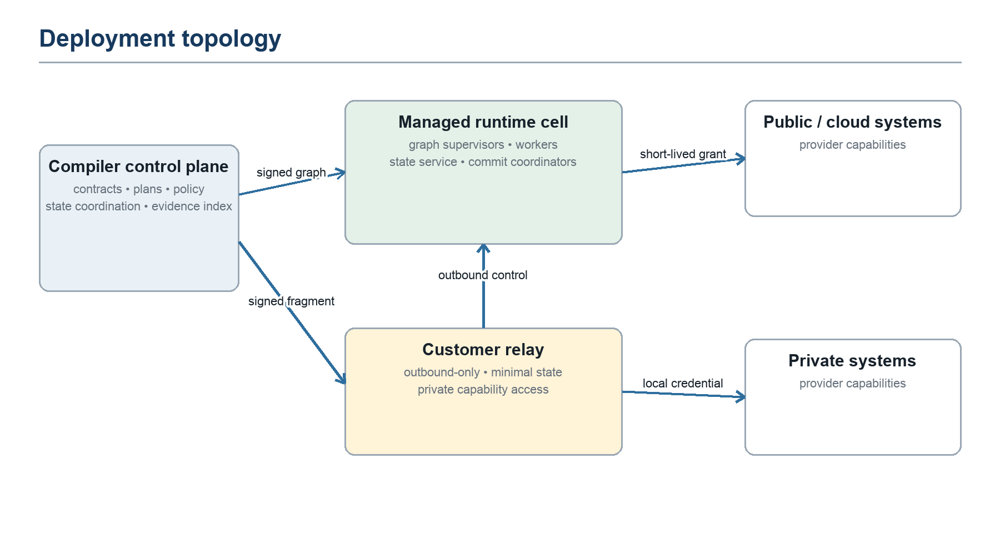 Deployment topology
Compiler control plane
contracts • plans • policy
state coordination • evidence index
signed graph
Managed runtime cell
graph supervisors • workers
state service • commit coordinators
short-lived grant
Public / cloud systems
provider capabilities
outbound control
signed fragment
Customer relay
outbound-only • minimal state
private capability access
local credential
Private systems
provider capabilities